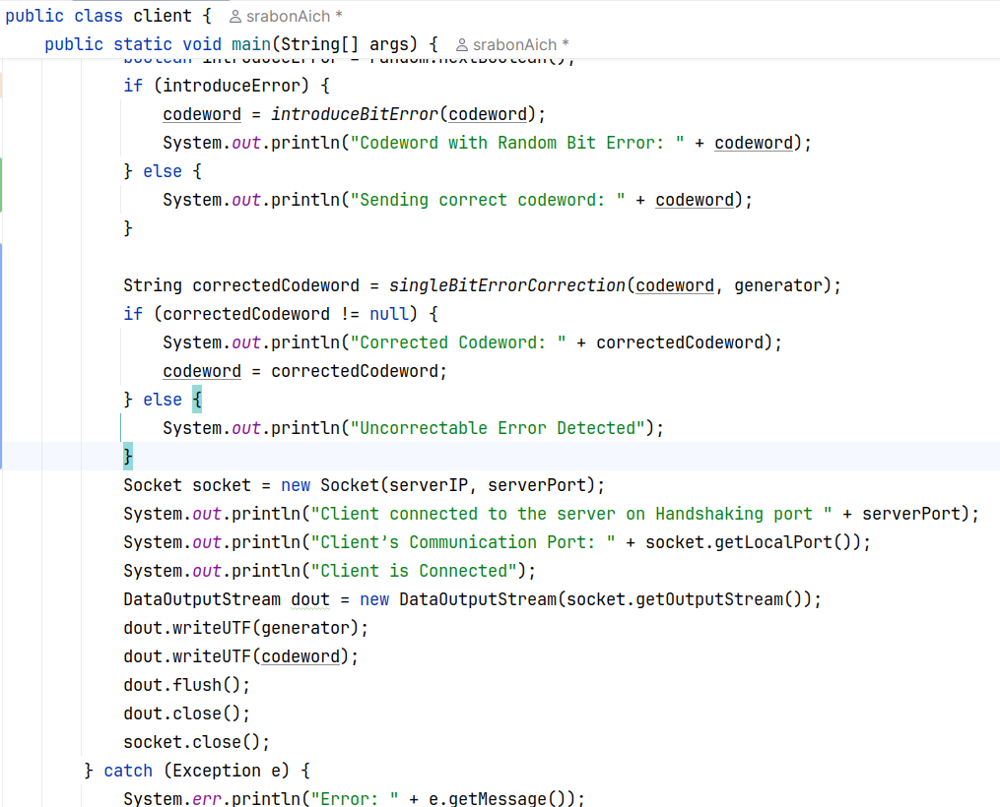 public class client { srabonAich *
public static void main(String[] args) { srabonAich *
boolean introduceError = random.nextBoolean();
if (introduceError) {
codeword = introduceBitError(codeword);
System.out.println("Codeword with Random Bit Error: " + codeword);
} else {
System.out.println("Sending correct codeword: " + codeword);
}
String correctedCodeword = singleBitErrorCorrection(codeword, generator);
if (correctedCodeword != null) {
System.out.println("Corrected Codeword: " + correctedCodeword);
codeword = correctedCodeword;
} else {
System.out.println("Uncorrectable Error Detected");
}
Socket socket = new Socket(serverIP, serverPort);
System.out.println("Client connected to the server on Handshaking port " + serverPort);
System.out.println("Client’s Communication Port: " + socket.getLocalPort());
System.out.println("Client is Connected");
DataOutputStream dout = new DataOutputStream(socket.getOutputStream());
dout.writeUTF(generator);
dout.writeUTF(codeword);
dout.flush();
dout.close();
socket.close();
} catch (Exception e) {
System.err.println("Error: " + e.getMessage());